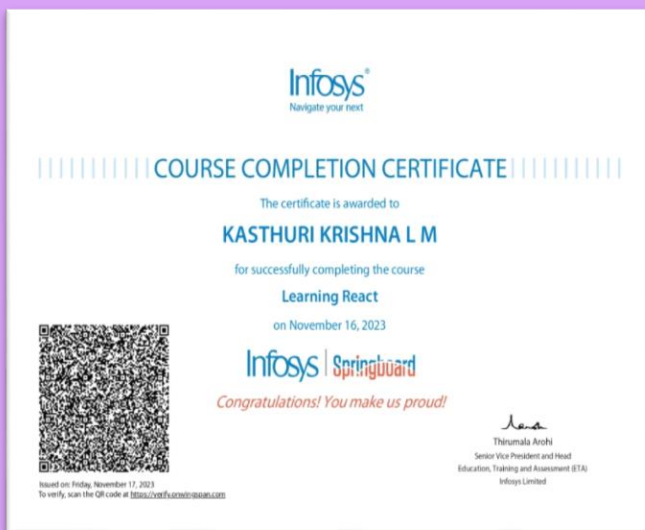 Infosys®
Navigate your next
COURSE COMPLETION CERTIFICATE
The certificate is awarded to
KASTHURI KRISHNA L M
for successfully completing the course
Learning React
on November 16, 2023
Infosys | Springboard
Congratulations! You make us proud!
Thirumala Arohi
Senior Vice President and Head
Education, Training and Assessment (ETA)
Infosys Limited
Issued on: Friday, November 17, 2023
To verify, scan the QR code at https://verify.onwingspan.com